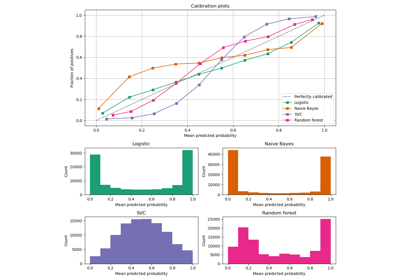 Calibration plots
Fraction of positives
1.0
0.8
0.6
0.4
0.2
0.0
Perfectly calibrated
Logistic
Naive Bayes
SVC
Random forest
0.0 0.2 0.4 0.6 0.8 1.0
Mean predicted probability
Logistic
Count
30000
20000
10000
0
0.0 0.2 0.4 0.6 0.8 1.0
Mean predicted probability
Naive Bayes
Count
40000
20000
0
0.0 0.2 0.4 0.6 0.8 1.0
Mean predicted probability
SVC
Count
15000
10000
5000
0
0.0 0.2 0.4 0.6 0.8 1.0
Mean predicted probability
Random forest
Count
25000
20000
15000
10000
5000
0
0.0 0.2 0.4 0.6 0.8 1.0
Mean predicted probability